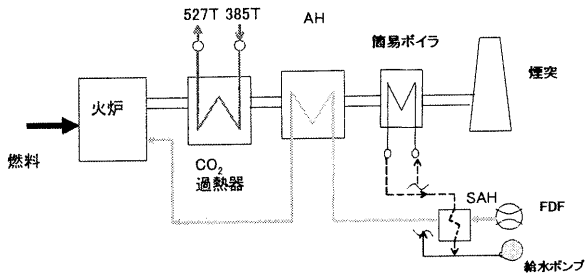 527T 385T
AH
簡易ボイラ
煙突
火炉
燃料
CO₂
過熱器
SAH
FDF
給水ポンプ